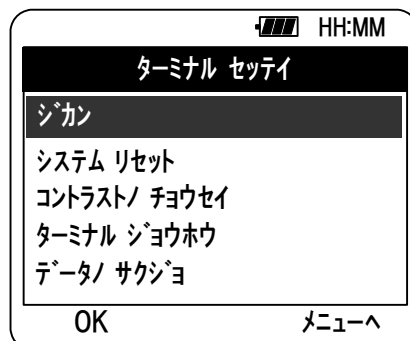 HH:MM
ﾀｰﾐﾅﾙ ｾｯﾃｲ
ｼﾞｶﾝ
ｼｽﾃﾑ ﾘｾｯﾄ
ｺﾝﾄﾗｽﾄﾉ ﾁｮｳｾｲ
ﾀｰﾐﾅﾙ ｼﾞｮｳﾎｳ
ﾃﾞｰﾀﾉ ｻｸｼﾞｮ
OK ﾒﾆｭｰﾍ